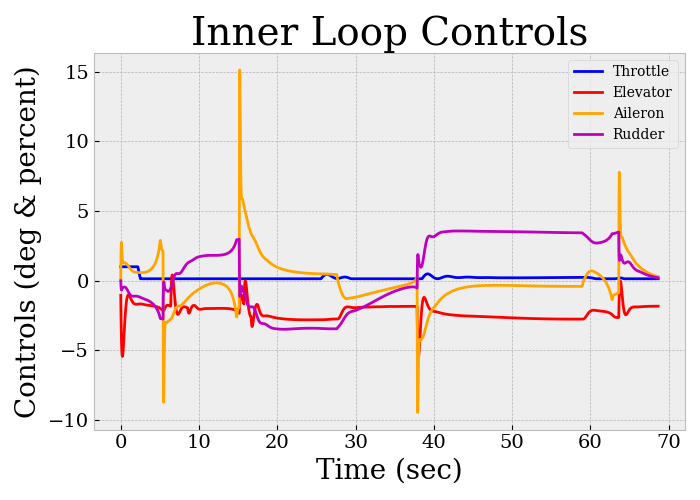 Inner Loop Controls
Controls (deg & percent)
15
10
5
0
−5
−10
Throttle
Elevator
Aileron
Rudder
0 10 20 30 40 50 60 70
Time (sec)